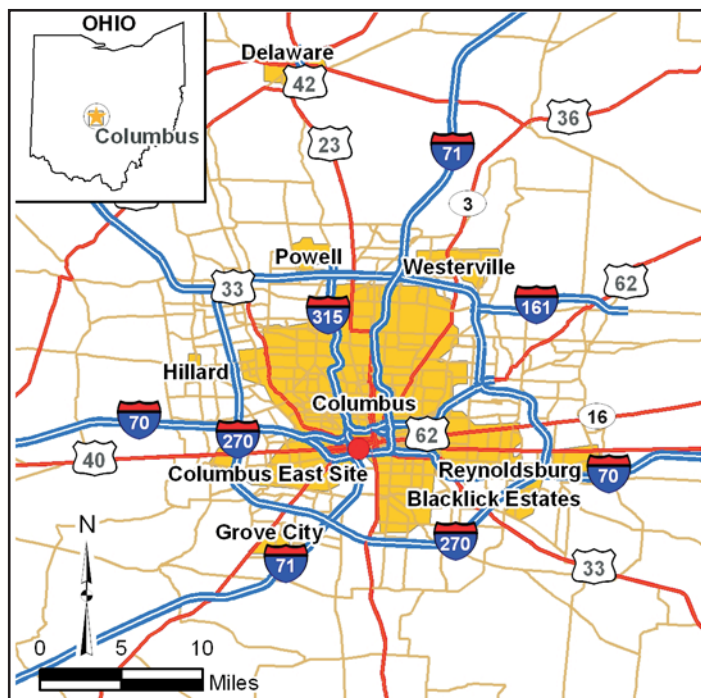 OHIO
Columbus
Delaware
42
36
23
71
3
Powell
Westerville
33
62
315
161
Hillard
Columbus
70
270
62
16
40
Columbus East Site
Reynoldsburg
70
Blacklick Estates
Grove City
N
71
270
33
0 5 10
Miles